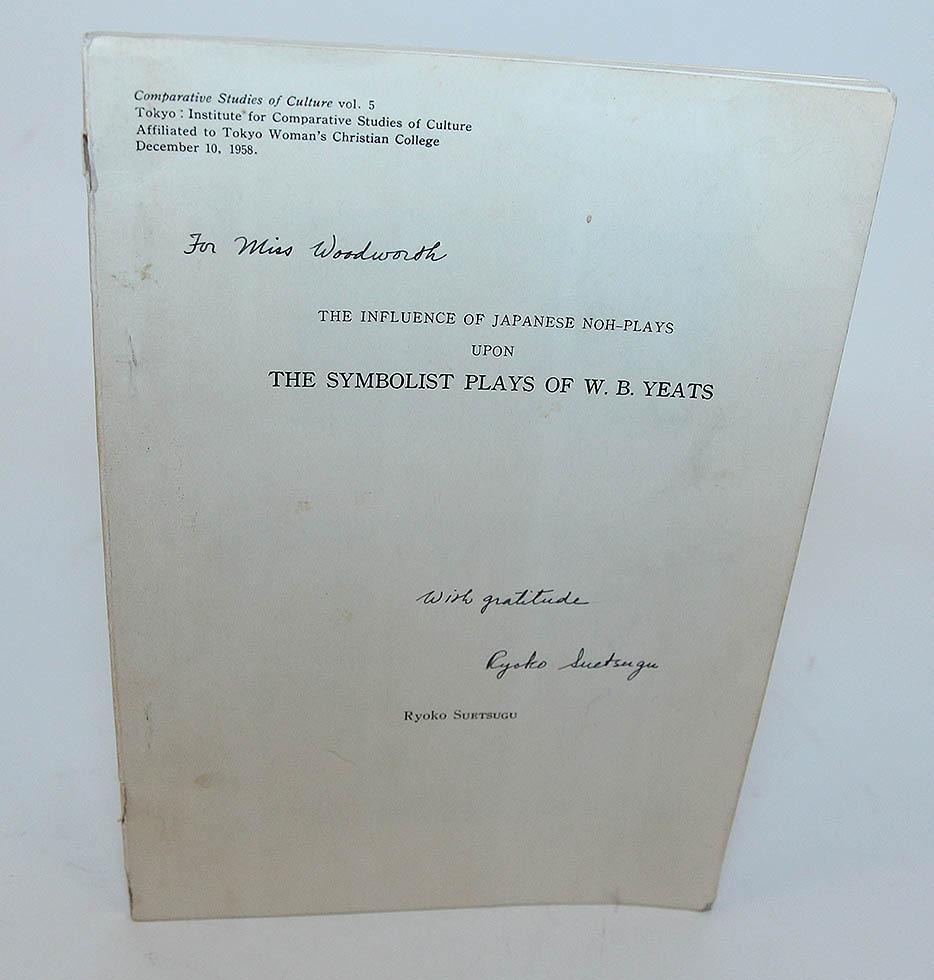 Comparative Studies of Culture vol. 5
Tokyo : Institute for Comparative Studies of Culture
Affiliated to Tokyo Woman's Christian College
December 10, 1958.
For Miss Woodworth
THE INFLUENCE OF JAPANESE NOH-PLAYS
UPON
THE SYMBOLIST PLAYS OF W. B. YEATS
With gratitude
Ryoko Suetsugu
Ryoko SUETSUGU